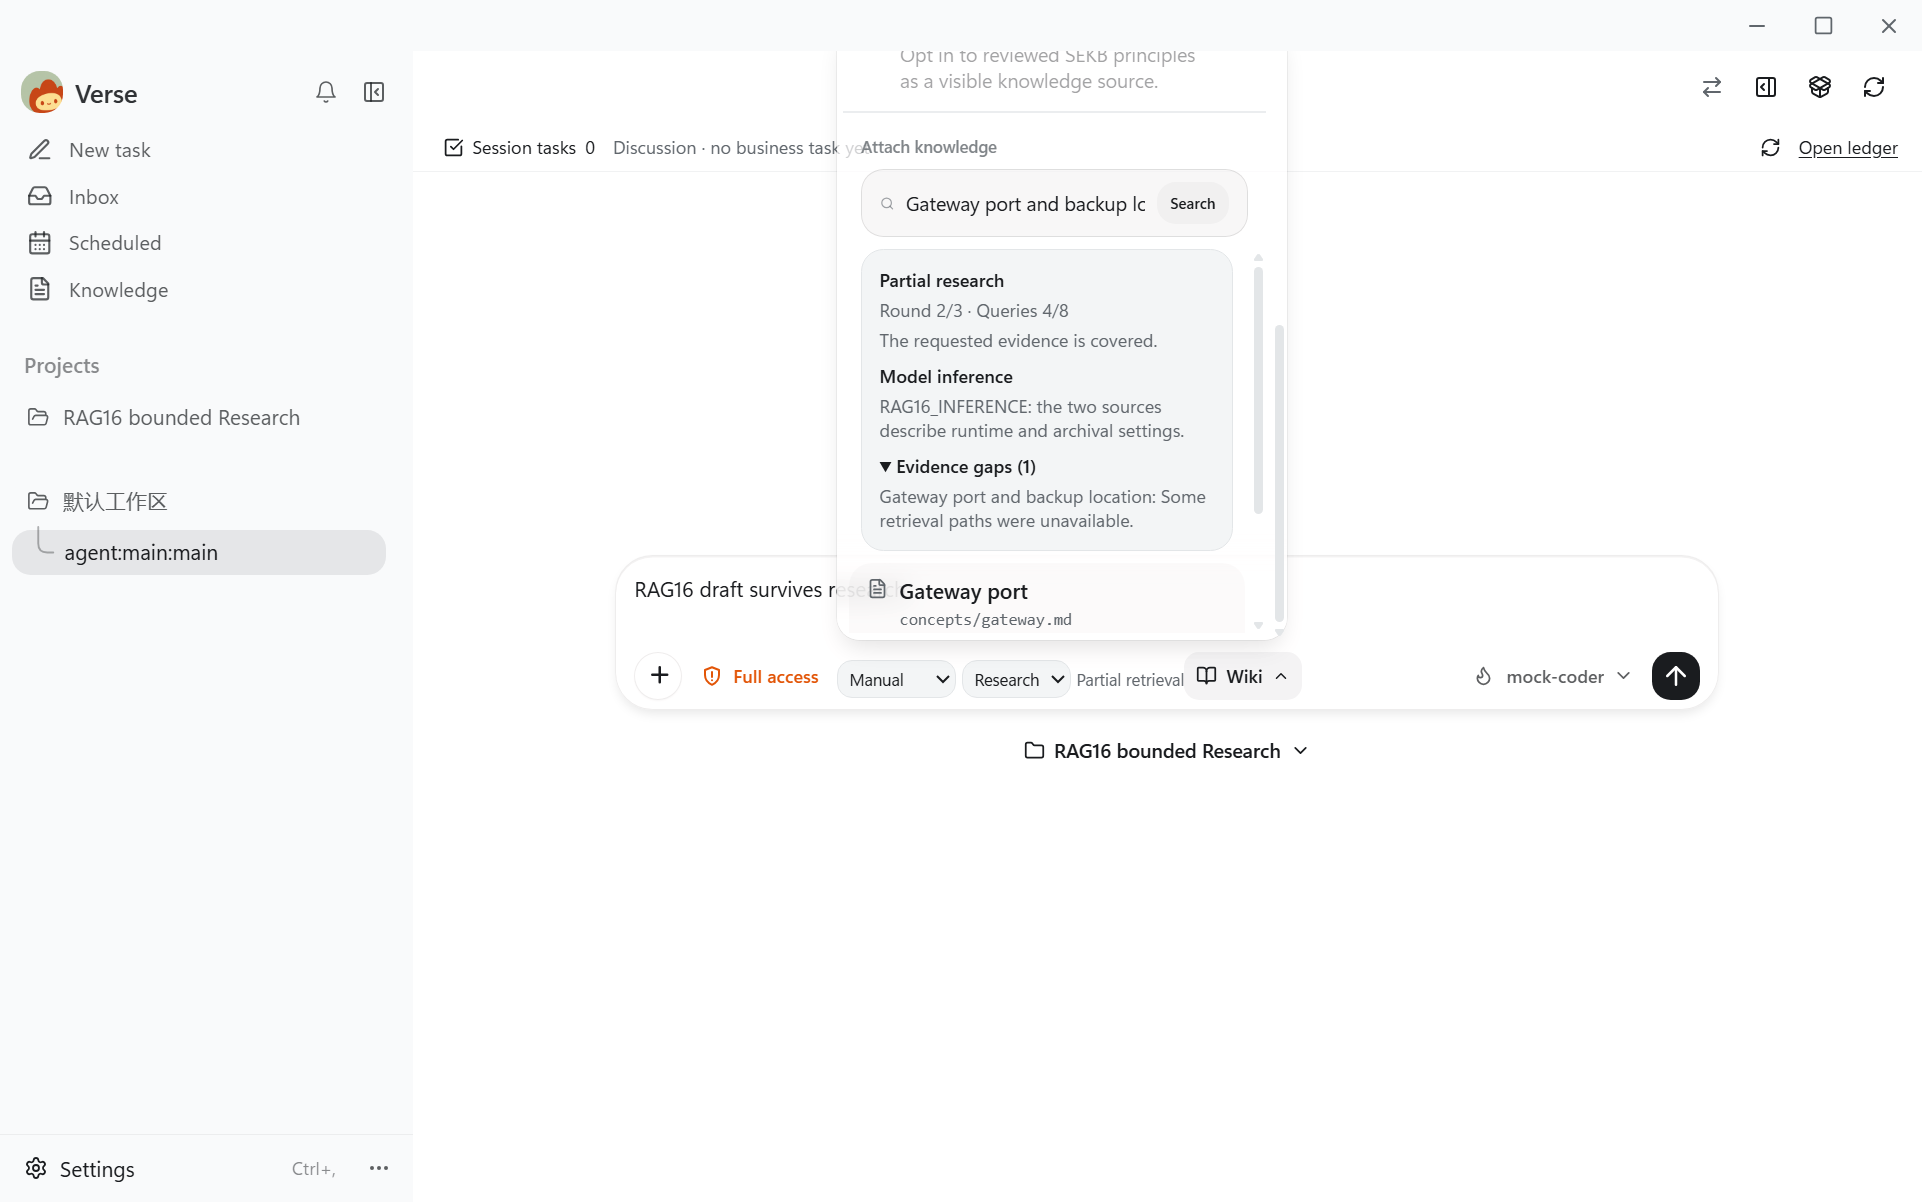 Verse
New task
Inbox
Scheduled
Knowledge
Projects
RAG16 bounded Research
默认工作区
agent:main:main
Settings
Ctrl+,
Opt in to reviewed SEKB principles
as a visible knowledge source.
Session tasks 0 Discussion · no business task
Open ledger
Attach knowledge
Gateway port and backup lc
Search
Partial research
Round 2/3 · Queries 4/8
The requested evidence is covered.
Model inference
RAG16_INFERENCE: the two sources
describe runtime and archival settings.
Evidence gaps (1)
Gateway port and backup location: Some
retrieval paths were unavailable.
Gateway port
concepts/gateway.md
RAG16 draft survives research
Full access
Manual
Research
Partial retrieval
Wiki
mock-coder
RAG16 bounded Research